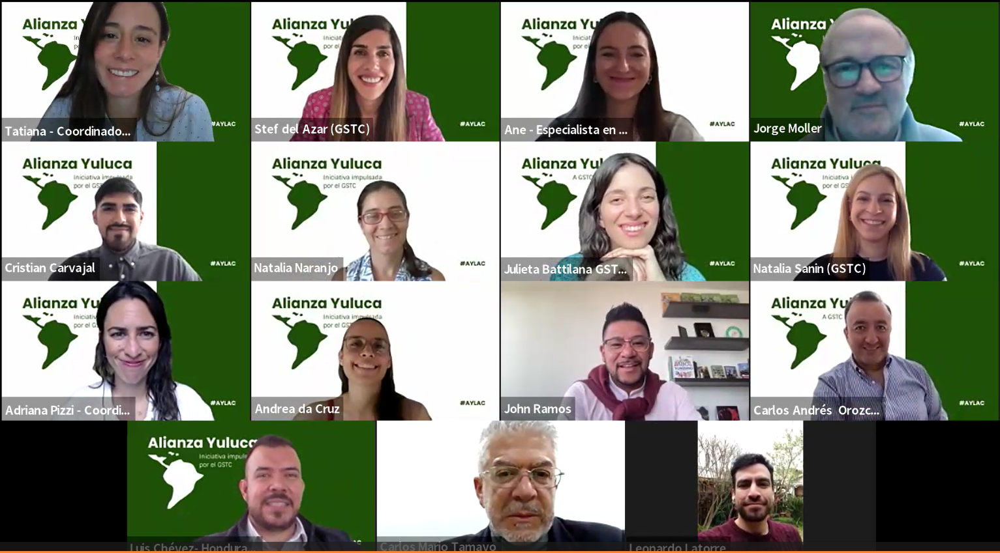 Alianza
#AYLAC
Tatiana - Coordinado...
Alianza Yul
Iniciati
por el G
#AYLAC
Stef del Azar (GSTC)
Alianza Yu
Iniciat
por el
#AYLAC
Ane - Especialista en ...
Alianza
#AYLAC
Jorge Moller
Alianza Yuluca
Iniciativa impulsada
por el GST
#AYLAC
Cristian Carvajal
Alianza Yuluca
Iniciativa impulsada
por el GSTC
#AYLAC
Natalia Naranjo
Alianza Yul
A GSTC
#AYLAC
Julieta Battilana GST...
Alianza Yuluca
Iniciativa
por el GS
#AYLAC
Natalia Sanin (GSTC)
Alianza Yu
Iniciati
por el G
#AYLAC
Adriana Pizzi - Coordi...
Alianza Yuluca
Iniciativa impulsada
por el GST
#AYLAC
Andrea da Cruz
TURISMO
John Ramos
Alianza Yu
A GSTC
#AYLAC
Carlos Andrés Orozc...
Alianza Yuluca
Iniciativa impuls
por el GSTC
Luis Chévez- Hondura...
Carlos Mario Tamayo
Leonardo Latorre